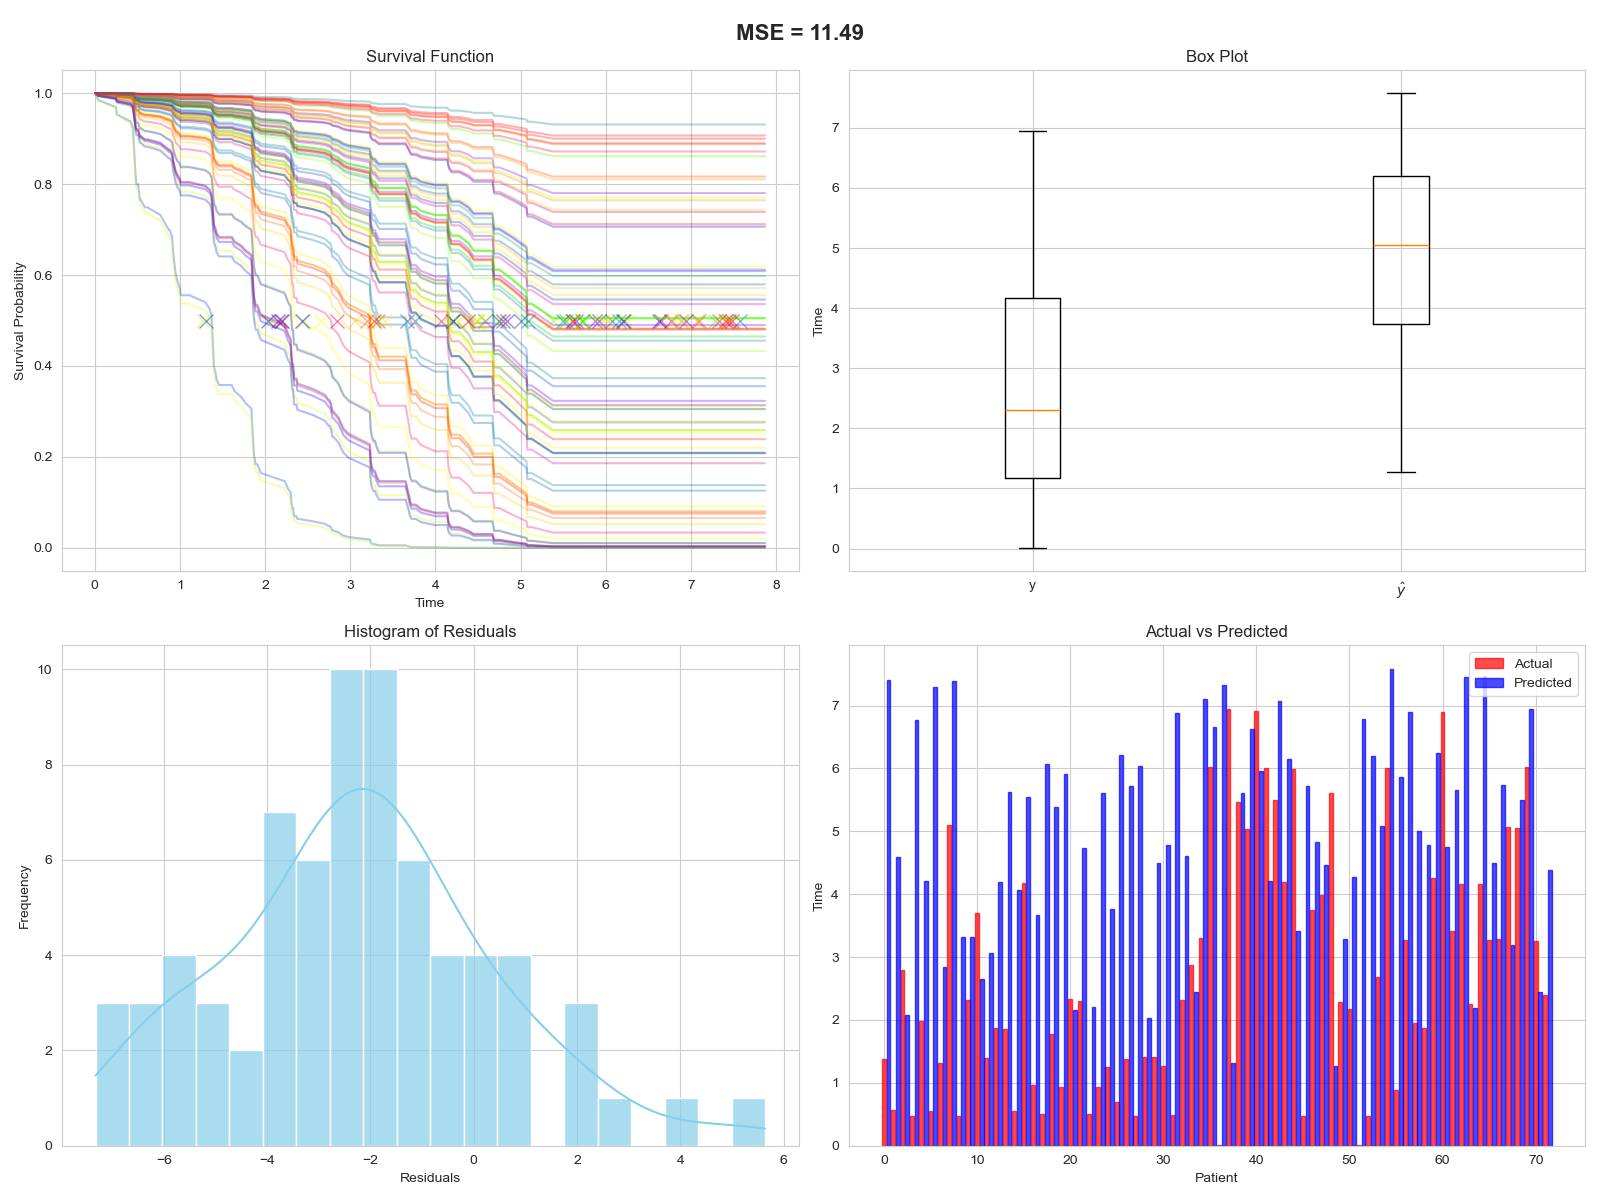 MSE = 11.49
Survival Function
1.0
0.8
0.6
0.4
0.2
0.0
Survival Probability
0 1 2 3 4 5 6 7 8
Time
Box Plot
7
6
5
4
3
2
1
0
Time
y ŷ
Histogram of Residuals
10
8
6
4
2
0
Frequency
−6 −4 −2 0 2 4 6
Residuals
Actual vs Predicted
Actual
Predicted
7
6
5
4
3
2
1
0
Time
0 10 20 30 40 50 60 70
Patient